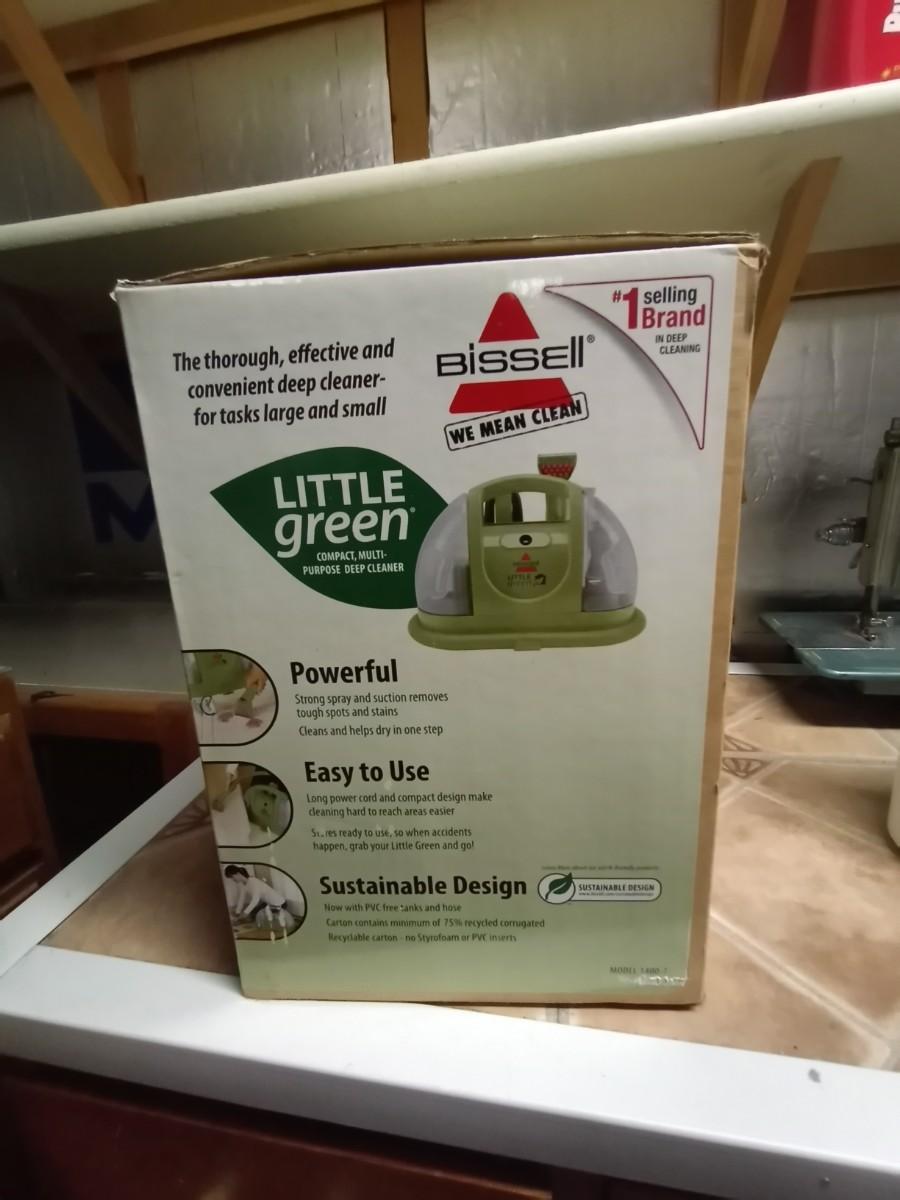 The thorough, effective and
convenient deep cleaner-
for tasks large and small
BISSELL®
WE MEAN CLEAN
#1 selling
Brand
IN DEEP
CLEANING
LITTLE
green®
COMPACT, MULTI-
PURPOSE DEEP CLEANER
LITTLE
green
Powerful
Strong spray and suction removes
tough spots and stains
Cleans and helps dry in one step
Easy to Use
Long power cord and compact design make
cleaning hard to reach areas easier
ready to use, so when accidents
happen, grab your Little Green and go!
Sustainable Design
SUSTAINABLE DESIGN
Now with PVC free tanks and hose
Carton contains minimum of 75% recycled corrugated
Recyclable carton - no Styrofoam or PVC inserts
MODEL 1400-7
M